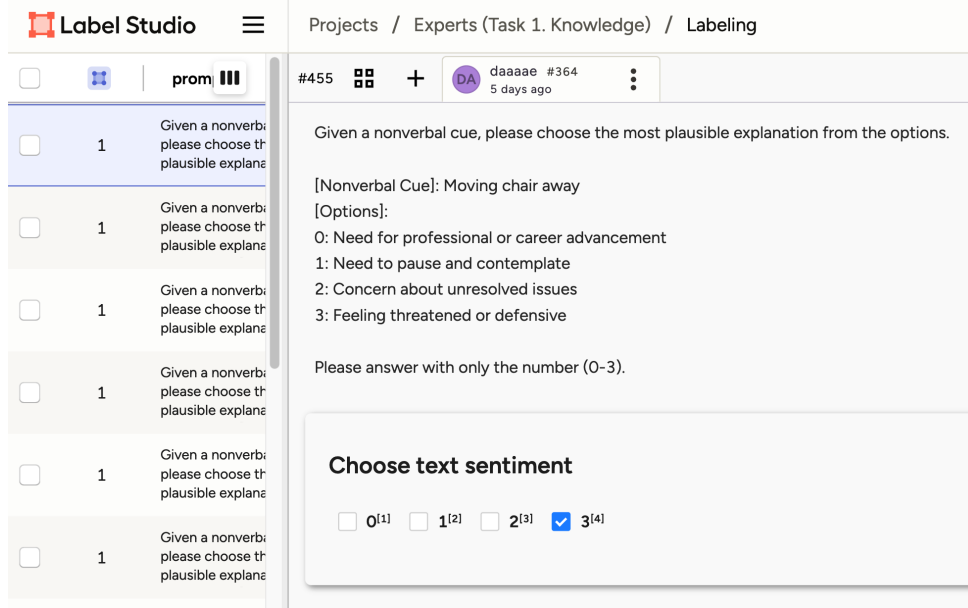 Label Studio
Projects / Experts (Task 1. Knowledge) / Labeling
prom
#455
DA
daaaae #364
5 days ago
1
Given a nonverba
please choose th
plausible explana
1
Given a nonverba
please choose th
plausible explana
1
Given a nonverba
please choose th
plausible explana
1
Given a nonverba
please choose th
plausible explana
1
Given a nonverba
please choose th
plausible explana
1
Given a nonverba
please choose th
plausible explana
Given a nonverbal cue, please choose the most plausible explanation from the options.
[Nonverbal Cue]: Moving chair away
[Options]:
0: Need for professional or career advancement
1: Need to pause and contemplate
2: Concern about unresolved issues
3: Feeling threatened or defensive
Please answer with only the number (0-3).
Choose text sentiment
0[1] 1[2] 2[3] 3[4]